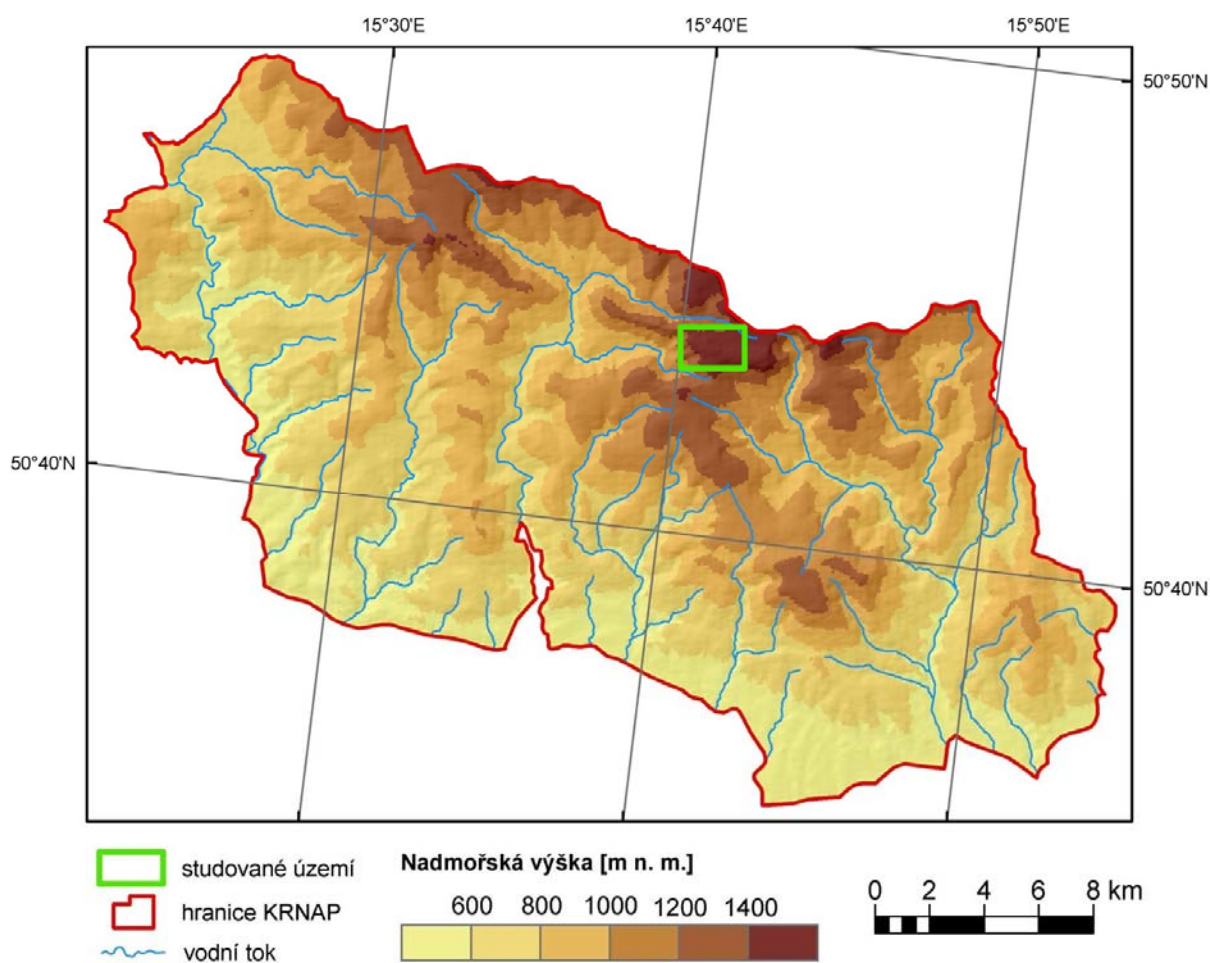 15°30'E 15°40'E 15°50'E
50°50'N
50°40'N
50°40'N
studované území
hranice KRNAP
vodní tok
Nadmořská výška [m n. m.]
600 800 1000 1200 1400
0 2 4 6 8 km